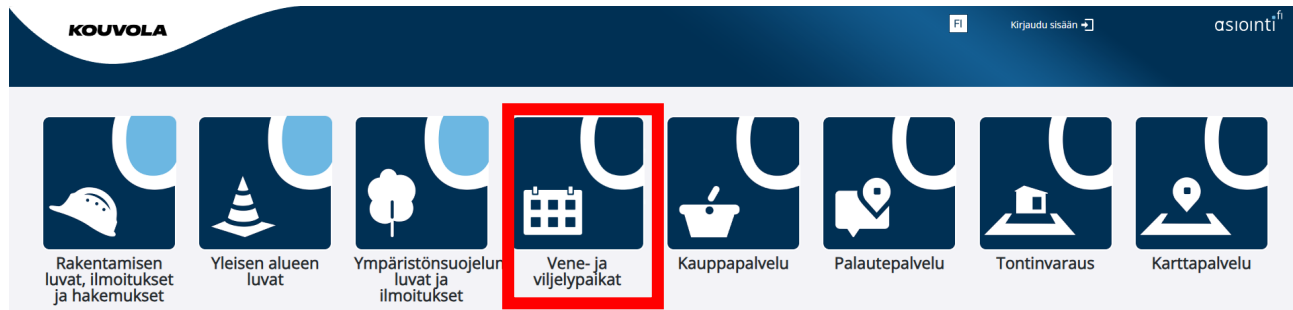 KOUVOLA
FI
Kirjaudu sisään
asiointi fi
Rakentamisen
luvat, ilmoitukset
ja hakemukset
Yleisen alueen
luvat
Ympäristönsuojelun
luvat ja
ilmoitukset
Vene- ja
viljelypaikat
Kauppapalvelu
Palautepalvelu
Tontinvaraus
Karttapalvelu